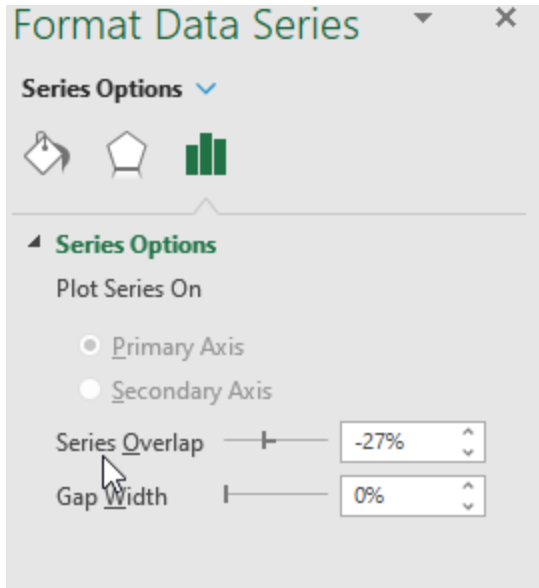 Format Data Series
Series Options
Series Options
Plot Series On
Primary Axis
Secondary Axis
Series Overlap -27%
Gap Width 0%